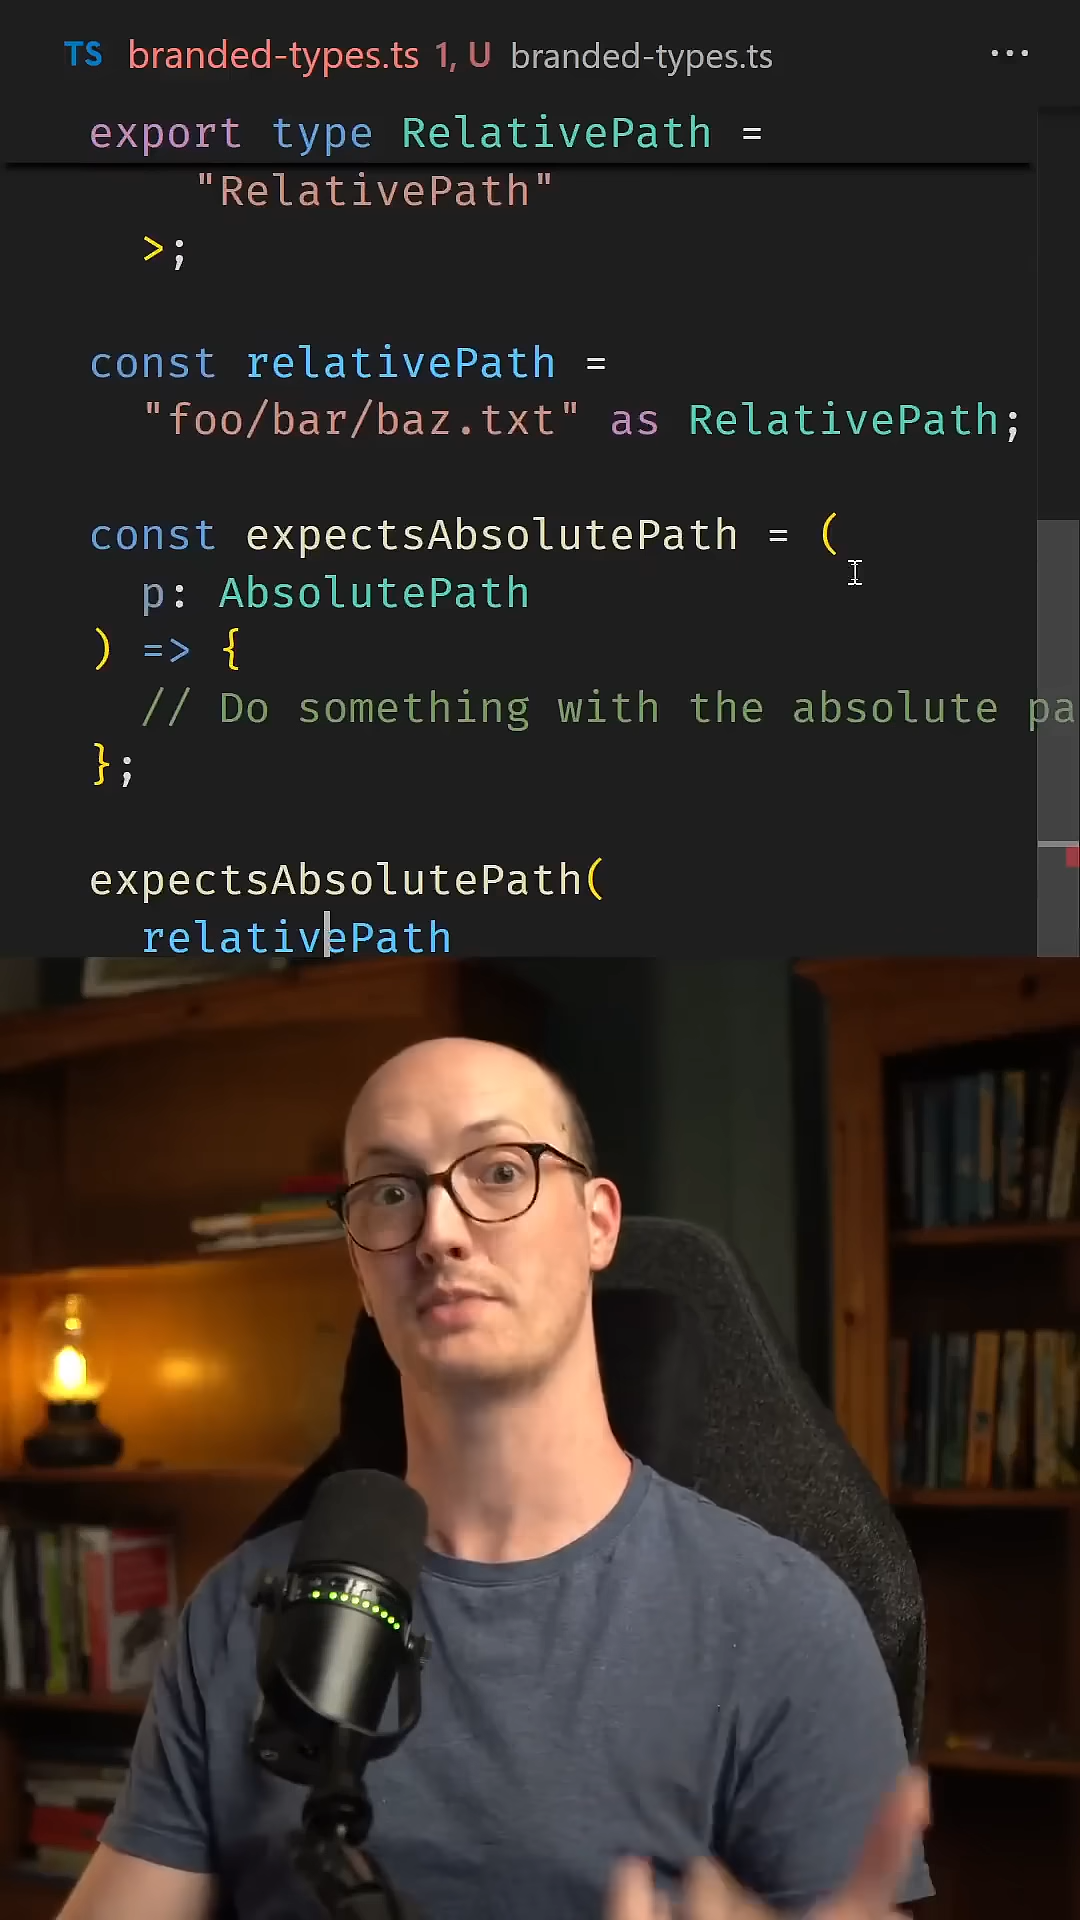 TS branded-types.ts 1, U branded-types.ts ...
export type RelativePath =
"RelativePath"
>;
const relativePath =
"foo/bar/baz.txt" as RelativePath;
const expectsAbsolutePath = (
p: AbsolutePath
) => {
// Do something with the absolute pa
};
expectsAbsolutePath(
relativePath